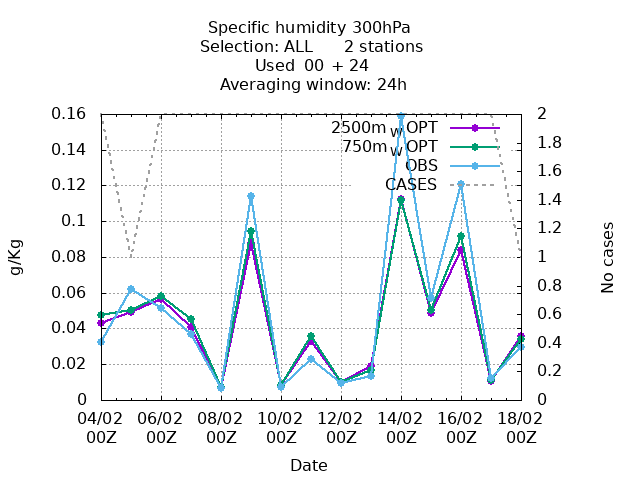 Specific humidity 300hPa
Selection: ALL 2 stations
Used 00 + 24
Averaging window: 24h
2500m w OPT
750m w OPT
OBS
CASES
g/Kg
0.16
0.14
0.12
0.1
0.08
0.06
0.04
0.02
0
No cases
2
1.8
1.6
1.4
1.2
1
0.8
0.6
0.4
0.2
0
04/02 06/02 08/02 10/02 12/02 14/02 16/02 18/02
00Z 00Z 00Z 00Z 00Z 00Z 00Z 00Z
Date